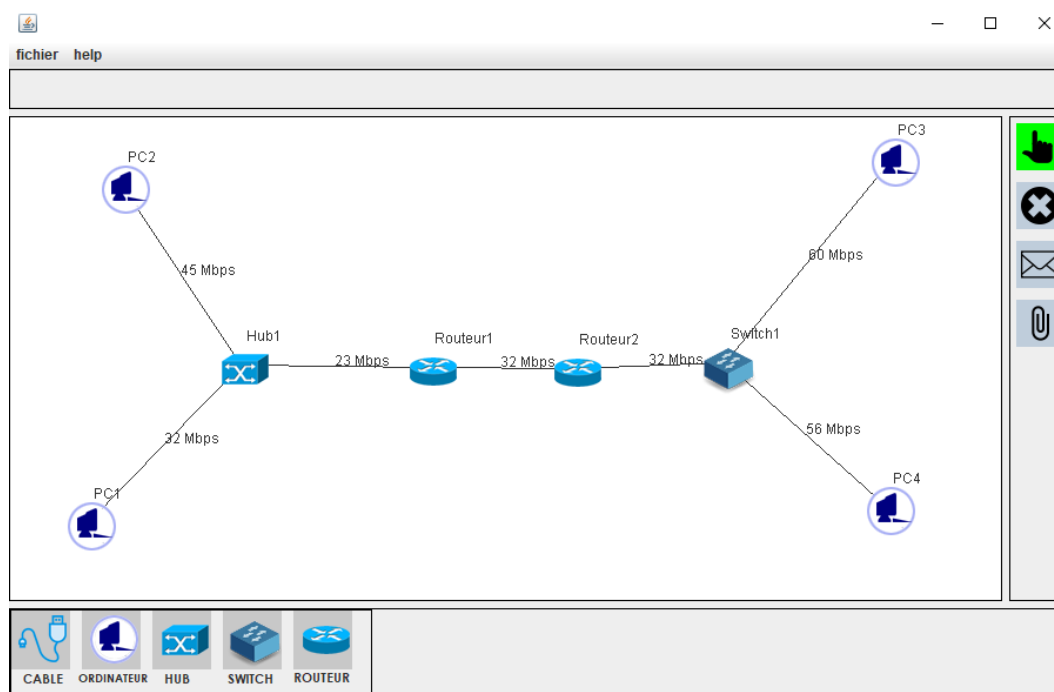 fichier help
PC3
PC2
60 Mbps
45 Mbps
Hub1 Routeur1 Routeur2 Switch1
23 Mbps 32 Mbps 32 Mbps
56 Mbps
32 Mbps
PC4
PC1
CABLE ORDINATEUR HUB SWITCH ROUTEUR